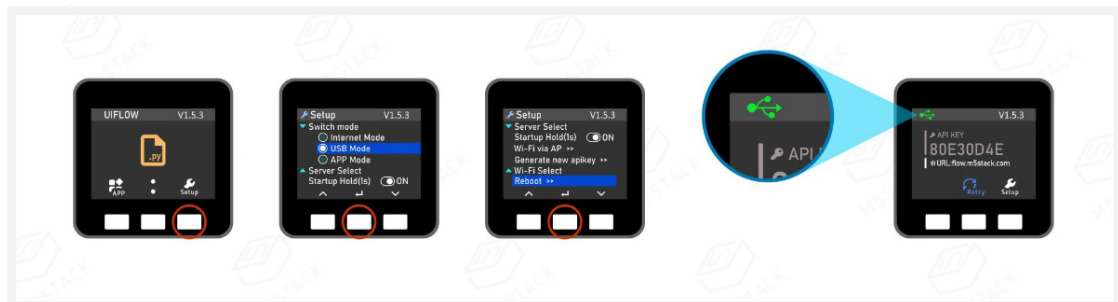 UIFLOW V1.5.3
.PY
APP Setup
Setup V1.5.3
Switch mode
Internet Mode
USB Mode
APP Mode
Server Select
Startup Hold(1s) ON
Setup V1.5.3
Server Select
Startup Hold(1s) ON
Wi-Fi via AP >>
Generate new apikey >>
Wi-Fi Select
Reboot >>
API
V1.5.3
API KEY
80E30D4E
URL:flow.m5stack.com
Retry Setup
M5STACK